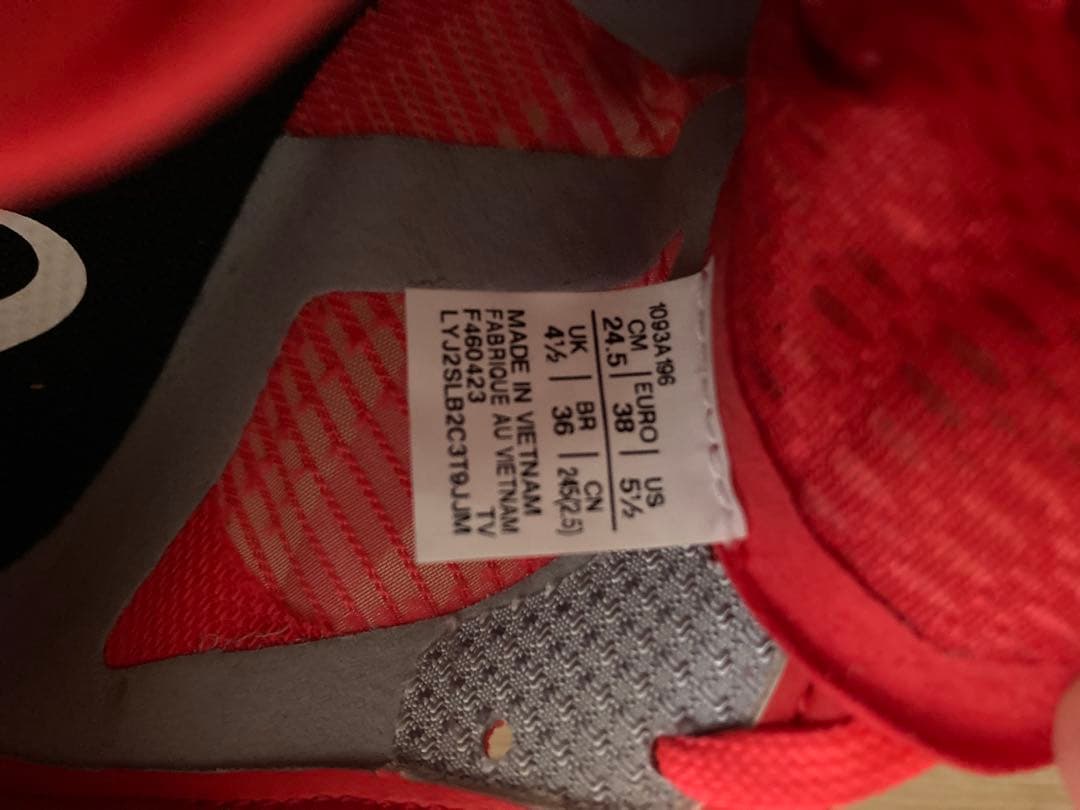 1093A196
CM | EURO | US
24.5 | 38 | 5½
UK | BR | CN
4½ | 36 | 245(2.5)
MADE IN VIETNAM
FABRIQUE AU VIETNAM
F460423 TV
LYJ2SLB2C3T9JJM